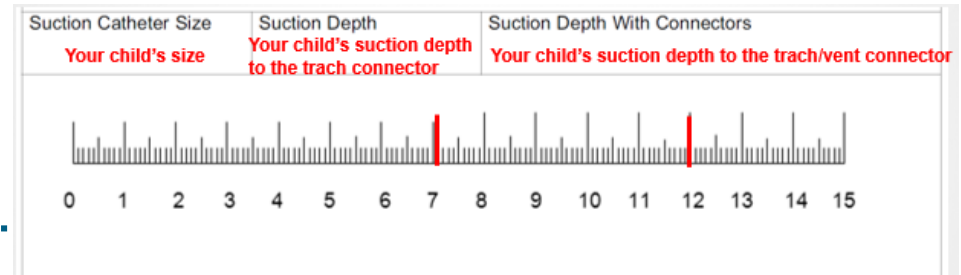 Suction Catheter Size Suction Depth Suction Depth With Connectors
Your child's size Your child's suction depth to the trach connector Your child's suction depth to the trach/vent connector
0 1 2 3 4 5 6 7 8 9 10 11 12 13 14 15